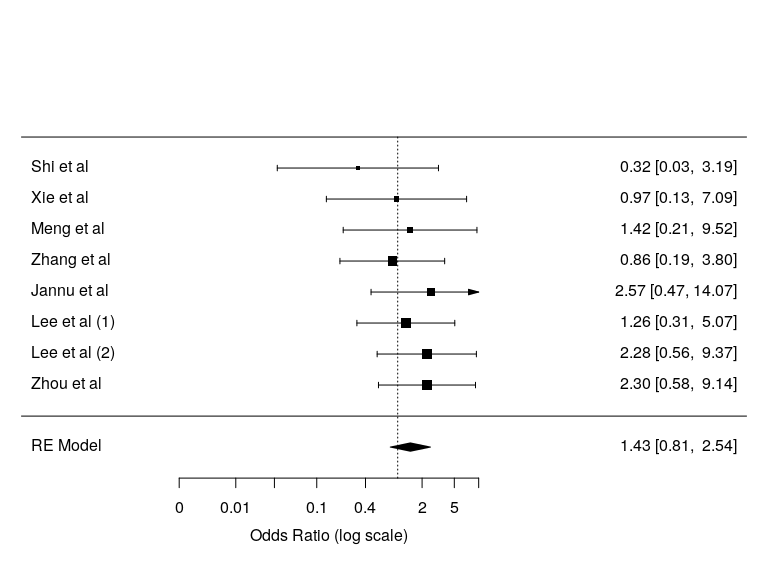 Shi et al 0.32 [0.03, 3.19]
Xie et al 0.97 [0.13, 7.09]
Meng et al 1.42 [0.21, 9.52]
Zhang et al 0.86 [0.19, 3.80]
Jannu et al 2.57 [0.47, 14.07]
Lee et al (1) 1.26 [0.31, 5.07]
Lee et al (2) 2.28 [0.56, 9.37]
Zhou et al 2.30 [0.58, 9.14]
RE Model 1.43 [0.81, 2.54]
0 0.01 0.1 0.4 2 5
Odds Ratio (log scale)